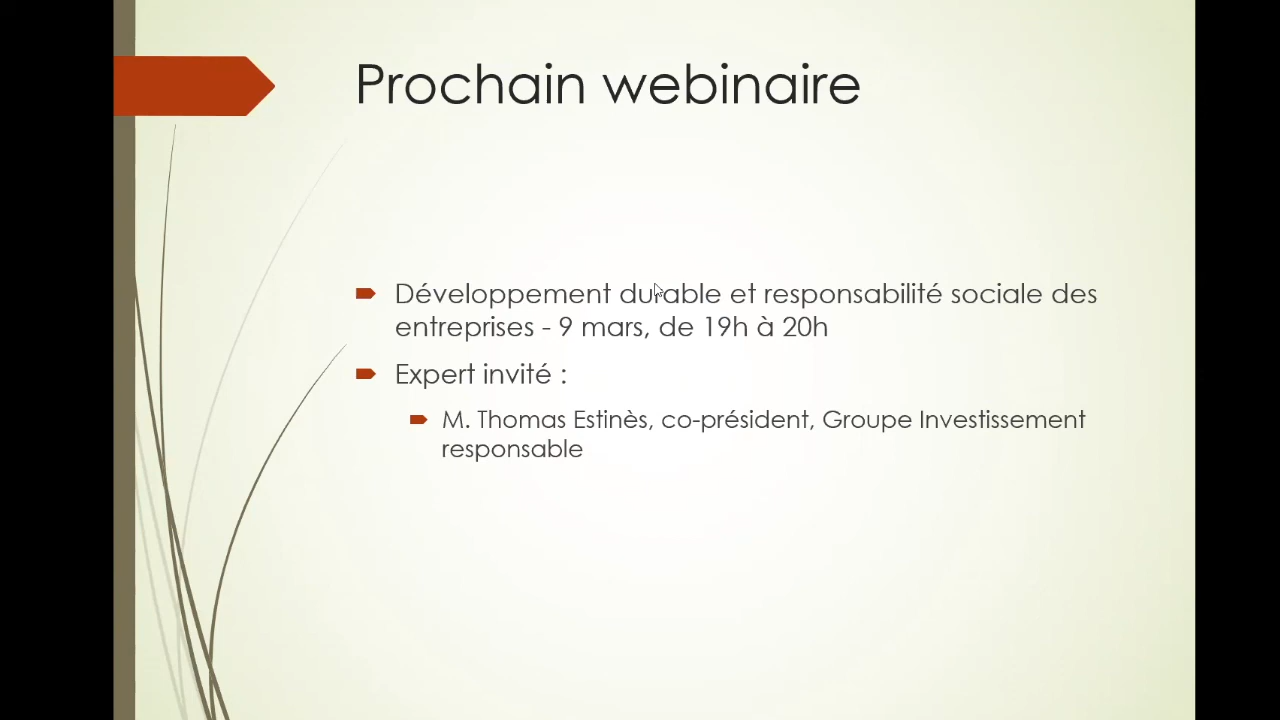 Prochain webinaire
Développement durable et responsabilité sociale des
entreprises - 9 mars, de 19h à 20h
Expert invité :
M. Thomas Estinès, co-président, Groupe Investissement
responsable